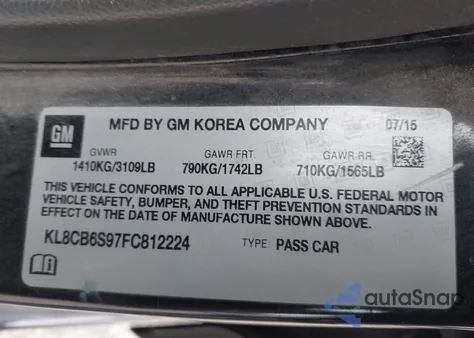 GM
MFD BY GM KOREA COMPANY 07/15
GVWR GAWR FRT. GAWR RR.
1410KG/3109LB 790KG/1742LB 710KG/1565LB
THIS VEHICLE CONFORMS TO ALL APPLICABLE U.S. FEDERAL MOTOR
VEHICLE SAFETY, BUMPER, AND THEFT PREVENTION STANDARDS
IN EFFECT ON THE DATE OF MANUFACTURE SHOWN ABOVE.
KL8CB6S97FC812224 TYPE: PASS CAR
autoSnap